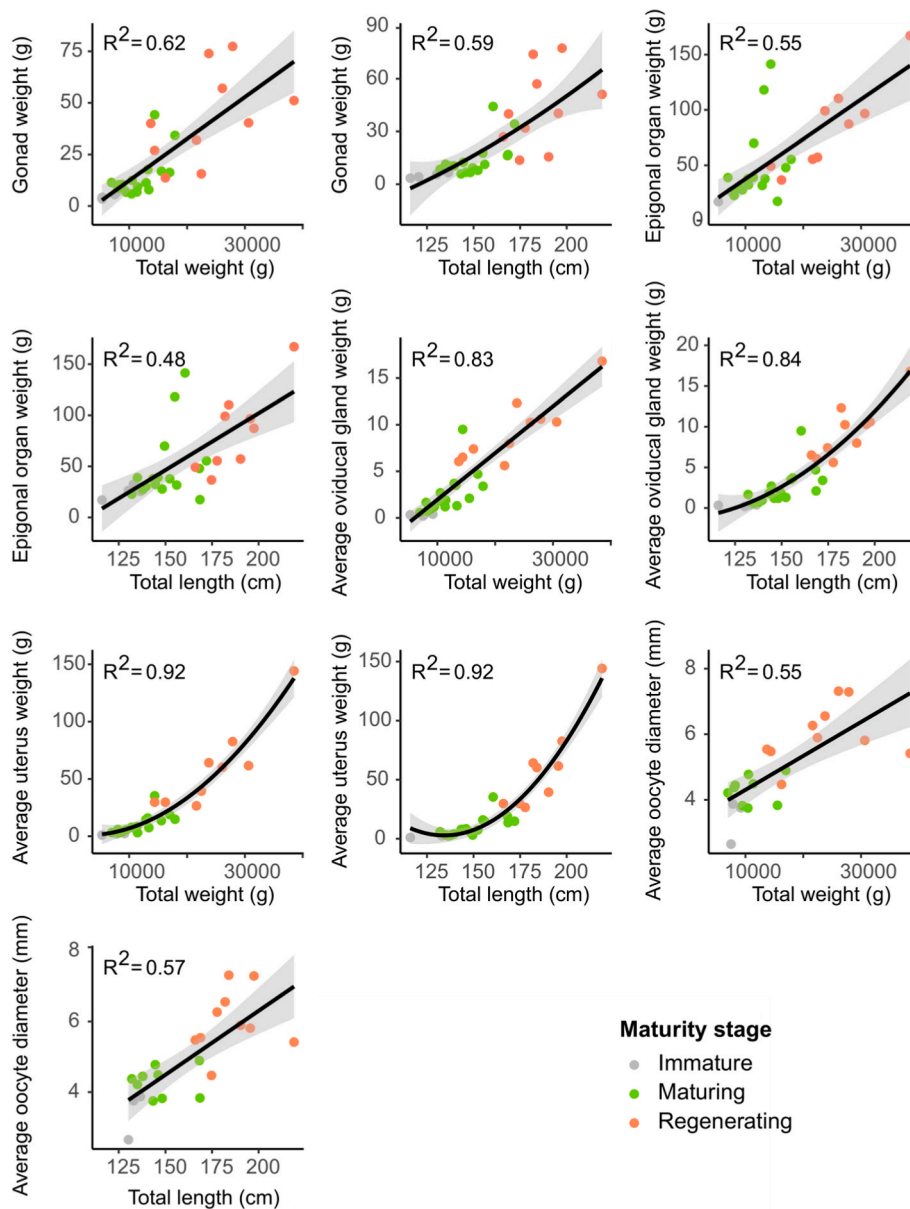 R2=0.62
Gonad weight (g)
75
50
25
0
10000 30000
Total weight (g)
R2=0.59
Gonad weight (g)
90
60
30
0
125 150 175 200
Total length (cm)
R2=0.55
Epigonal organ weight (g)
150
100
50
0
10000 30000
Total weight (g)
R2=0.48
Epigonal organ weight (g)
150
100
50
0
125 150 175 200
Total length (cm)
R2=0.83
Average oviducal gland weight (g)
15
10
5
0
10000 30000
Total weight (g)
R2=0.84
Average oviducal gland weight (g)
20
15
10
5
0
125 150 175 200
Total length (cm)
R2=0.92
Average uterus weight (g)
150
100
50
0
10000 30000
Total weight (g)
R2=0.92
Average uterus weight (g)
150
100
50
0
125 150 175 200
Total length (cm)
R2=0.55
Average oocyte diameter (mm)
8
6
4
10000 30000
Total weight (g)
R2=0.57
Average oocyte diameter (mm)
8
6
4
125 150 175 200
Total length (cm)
Maturity stage
Immature
Maturing
Regenerating